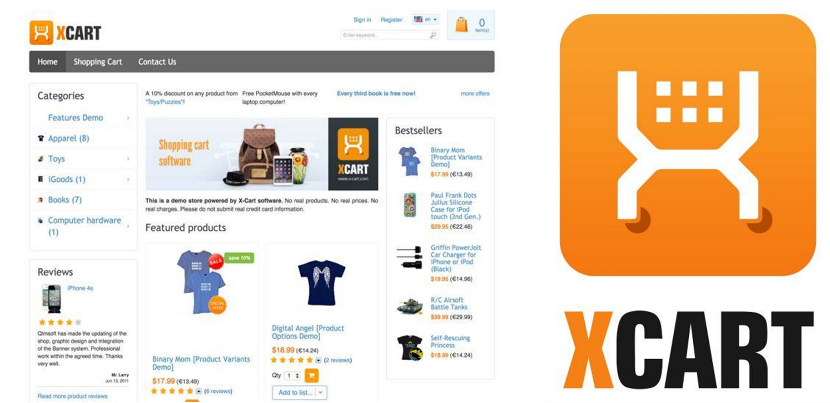 XCART
Sign in Register en
Enter keyword...
0
item(s)
Home Shopping Cart Contact Us
Categories
Features Demo
Apparel (8)
Toys
iGoods (1)
Books (7)
Computer hardware
(1)
A 10% discount on any product from
"Toys/Puzzles"!
Free PocketMouse with every
laptop computer!
Every third book is free now!
more offers
Shopping cart
software
XCART
www.x-cart.com
This is a demo store powered by X-Cart software. No real products. No real prices. No
real charges. Please do not submit real credit card information.
Featured products
SALE
save 10%
SPECIAL
OFFER
Binary Mom [Product Variants
Demo]
$17.99 (€13.49)
(6 reviews)
Digital Angel [Product
Options Demo]
$18.99 (€14.24)
(2 reviews)
Qty 1
Add to list...
Bestsellers
Binary Mom
[Product Variants
Demo]
$17.99 (€13.49)
Paul Frank Dots
Julius Silicone
Case for iPod
touch (2nd Gen.)
$29.95 (€22.46)
Griffin PowerJolt
Car Charger for
iPhone or iPod
(Black)
$19.95 (€14.96)
R/C Airsoft
Battle Tanks
$39.99 (€29.99)
Self-Rescuing
Princess
$18.99 (€14.24)
Reviews
iPhone 4s
Qtmsoft has made the updating of the
shop, graphic design and integration
of the Banner system. Professional
work within the agreed time. Thanks
very well.
Mr. Larry
Jun 13, 2011
Read more product reviews
XCART